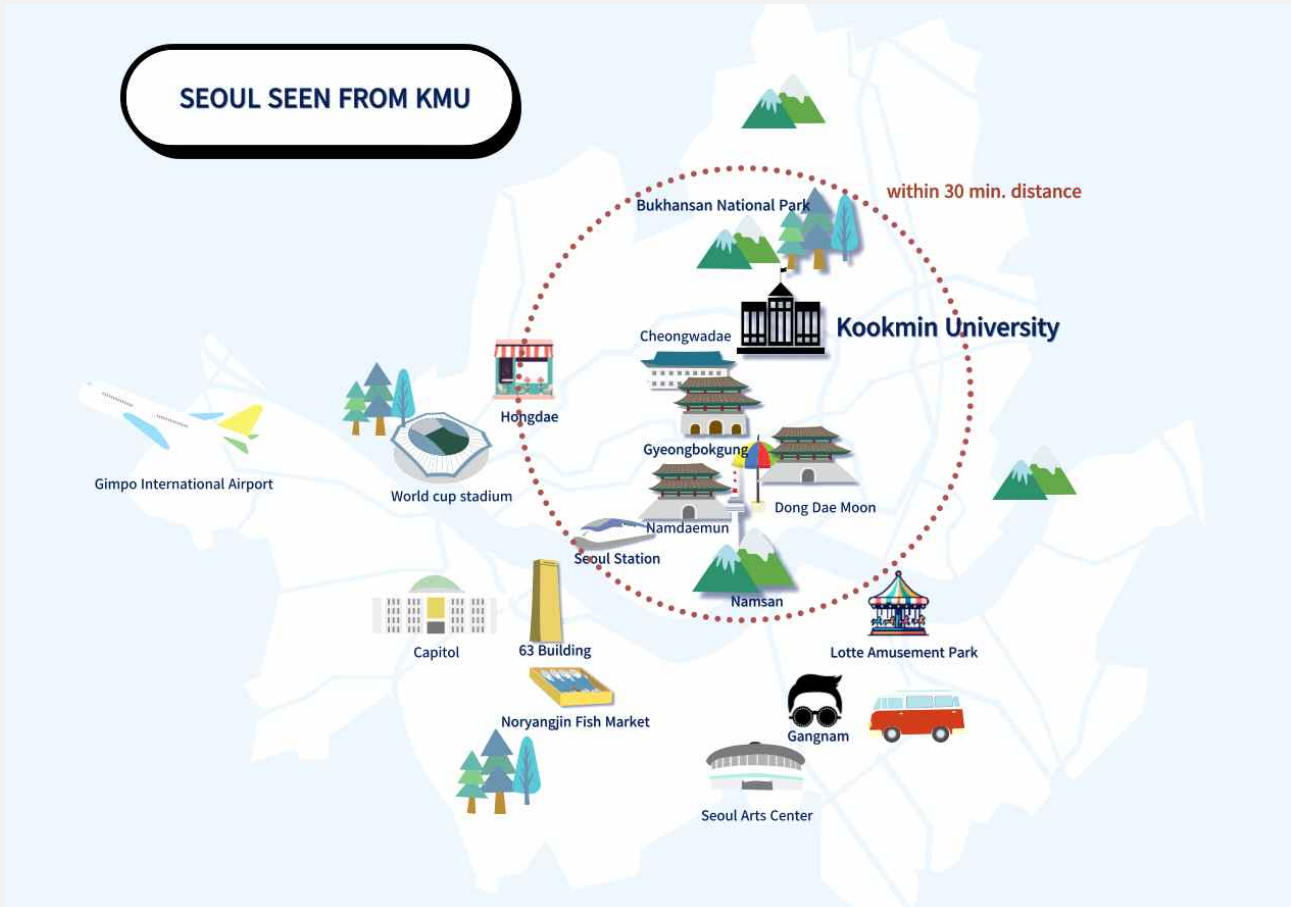 SEOUL SEEN FROM KMU
within 30 min. distance
Bukhansan National Park
Kookmin University
Cheongwadae
Hongdae
Gyeongbokgung
Gimpo International Airport
World cup stadium
Dong Dae Moon
Namdaemun
Seoul Station
Namsan
Capitol
63 Building
Lotte Amusement Park
Noryangjin Fish Market
Gangnam
Seoul Arts Center